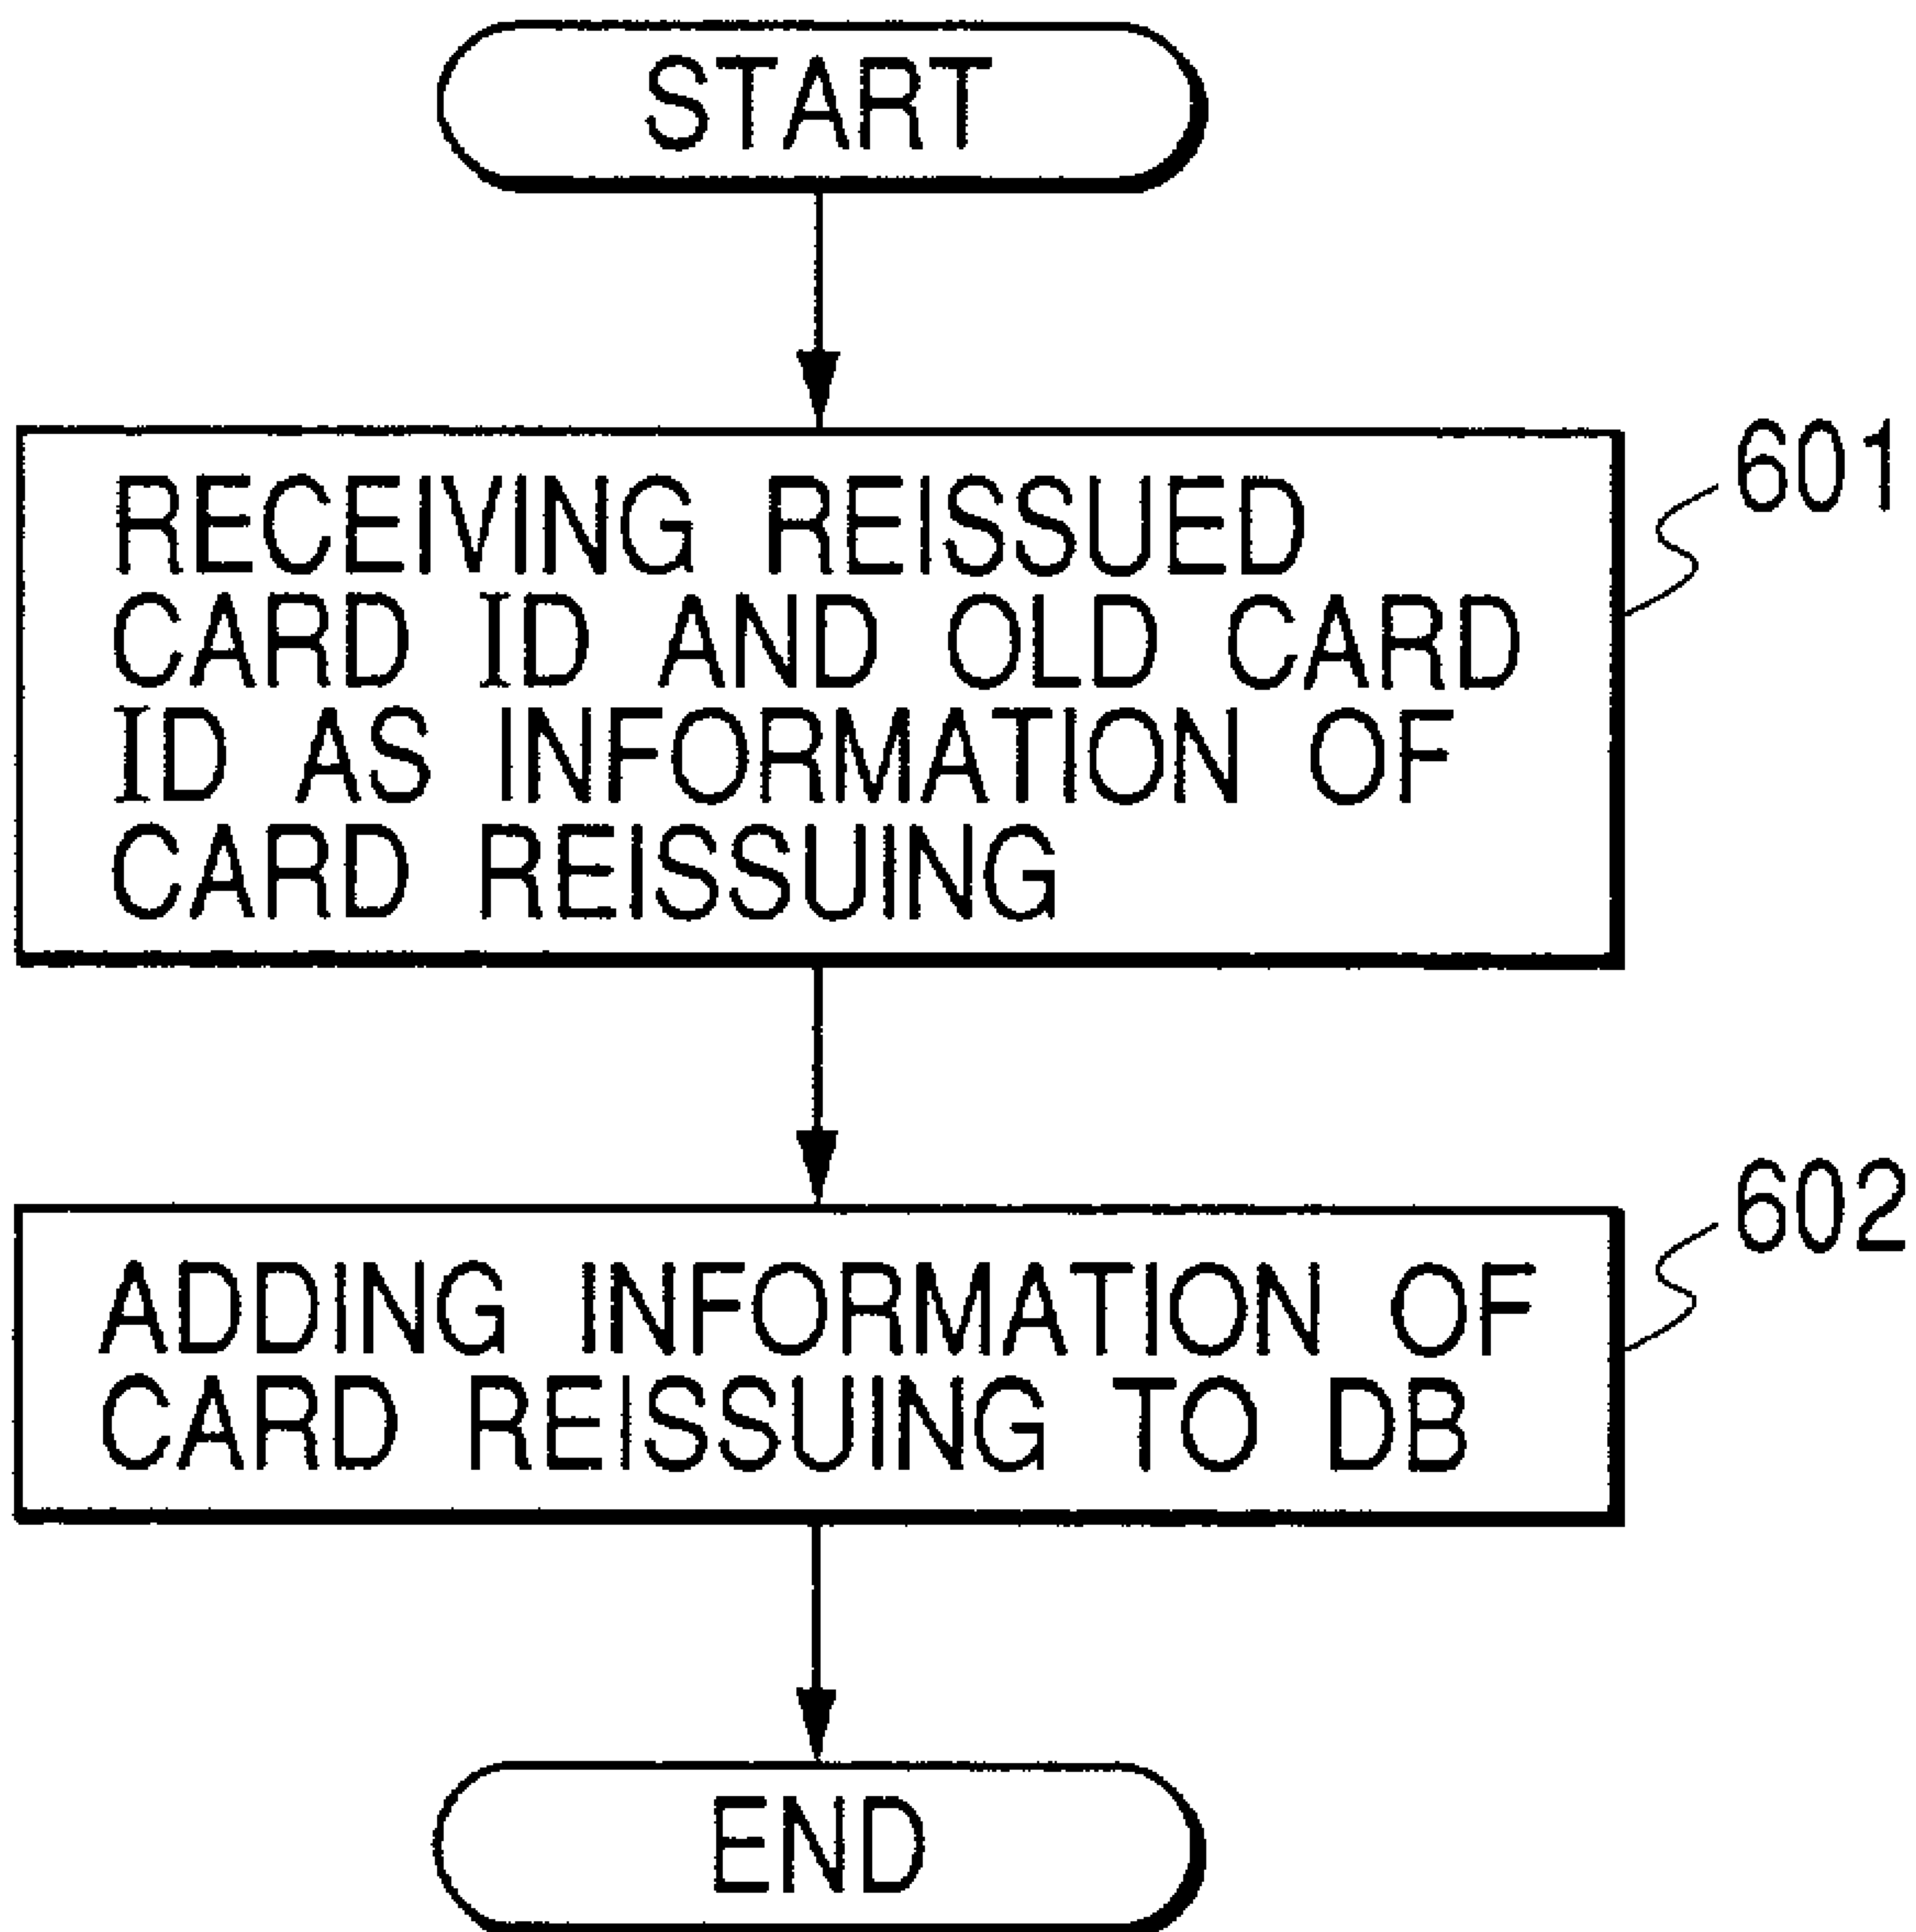 START
601
RECEIVING REISSUED
CARD ID AND OLD CARD
ID AS INFORMATION OF
CARD REISSUING
602
ADDING INFORMATION OF
CARD REISSUING TO DB
END